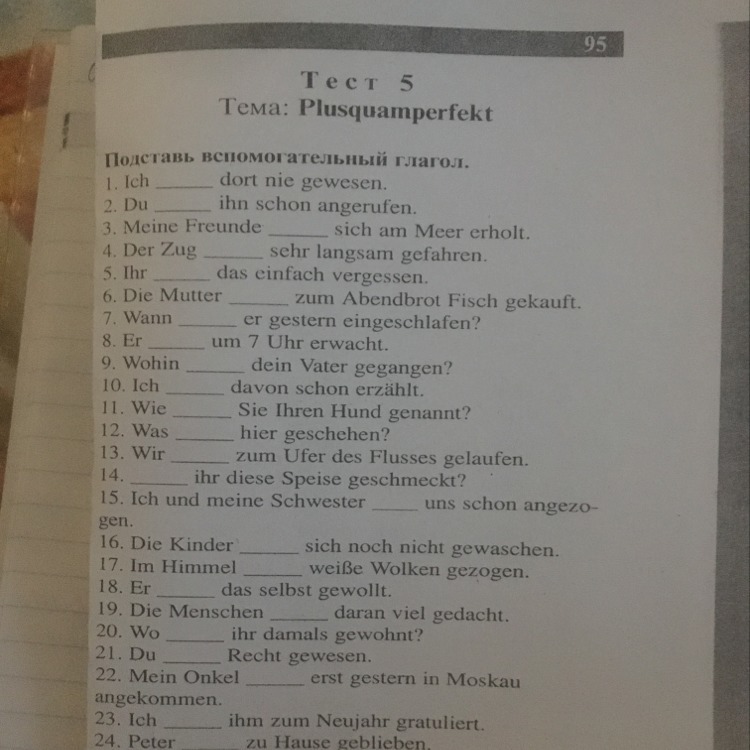 95
Тест 5
Тема: Plusquamperfekt
Подставь вспомогательный глагол.
1. Ich ______ dort nie gewesen.
2. Du ______ ihn schon angerufen.
3. Meine Freunde ______ sich am Meer erholt.
4. Der Zug ______ sehr langsam gefahren.
5. Ihr ______ das einfach vergessen.
6. Die Mutter ______ zum Abendbrot Fisch gekauft.
7. Wann ______ er gestern eingeschlafen?
8. Er ______ um 7 Uhr erwacht.
9. Wohin ______ dein Vater gegangen?
10. Ich ______ davon schon erzählt.
11. Wie ______ Sie Ihren Hund genannt?
12. Was ______ hier geschehen?
13. Wir ______ zum Ufer des Flusses gelaufen.
14. ______ ihr diese Speise geschmeckt?
15. Ich und meine Schwester _____ uns schon angezo-
gen.
16. Die Kinder ______ sich noch nicht gewaschen.
17. Im Himmel ______ weiße Wolken gezogen.
18. Er ______ das selbst gewollt.
19. Die Menschen ______ daran viel gedacht.
20. Wo ______ ihr damals gewohnt?
21. Du ______ Recht gewesen.
22. Mein Onkel ______ erst gestern in Moskau
angekommen.
23. Ich ______ ihm zum Neujahr gratuliert.
24. Peter ______ zu Hause geblieben.